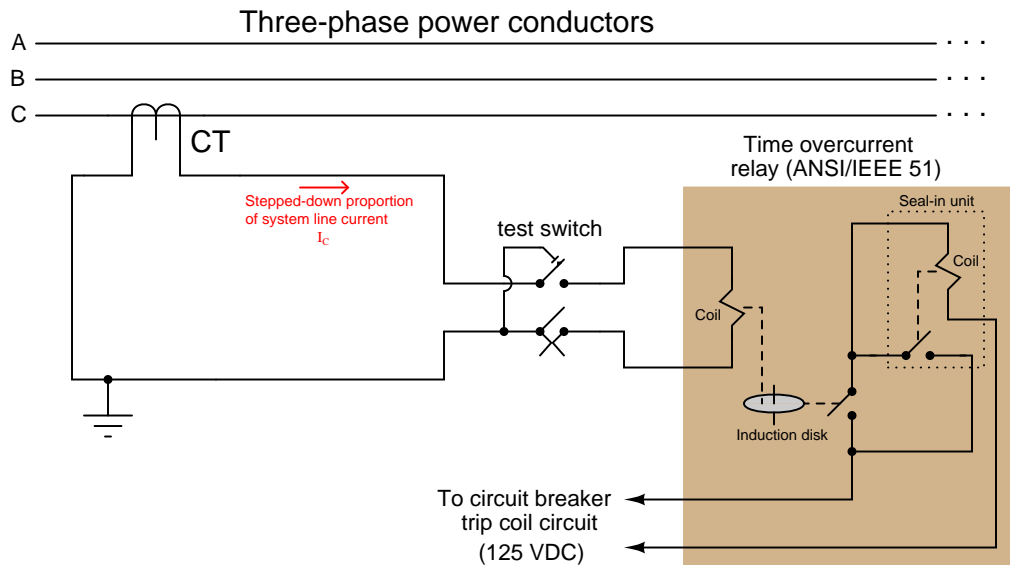 Three-phase power conductors
A
. . .
B
. . .
C
. . .
CT
Stepped-down proportion
of system line current
IC
Time overcurrent
relay (ANSI/IEEE 51)
Seal-in unit
Coil
test switch
Coil
Induction disk
To circuit breaker
trip coil circuit
(125 VDC)